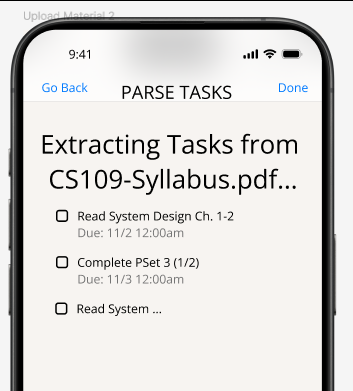 Upload Material 2
9:41
Go Back
PARSE TASKS
Done
Extracting Tasks from
CS109-Syllabus.pdf...
Read System Design Ch. 1-2
Due: 11/2 12:00am
Complete PSet 3 (1/2)
Due: 11/3 12:00am
Read System ...